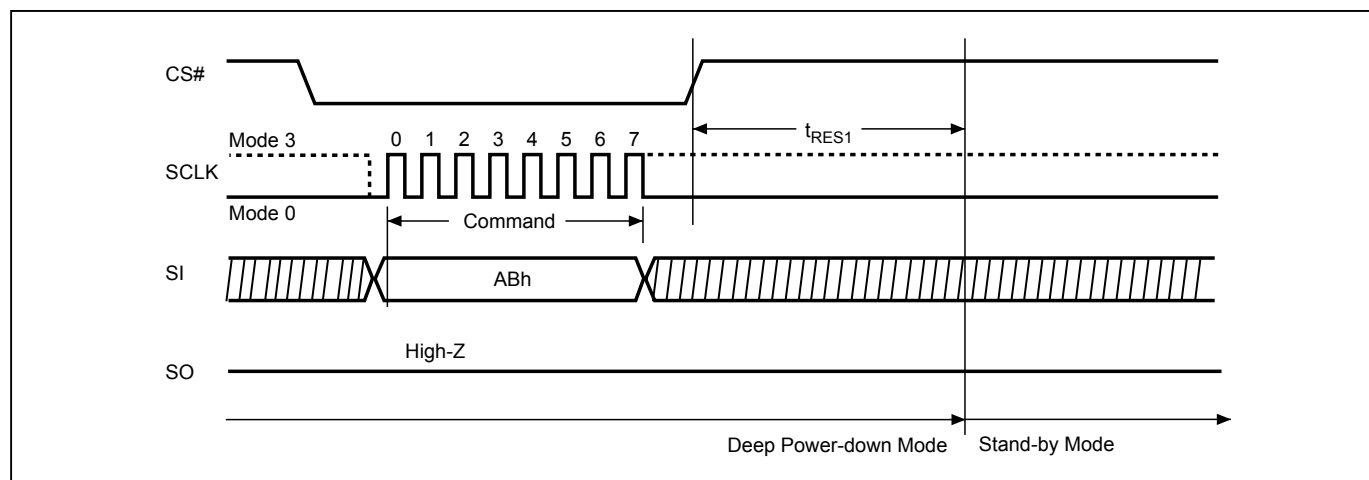 CS#
tRES1
Mode 3
0 1 2 3 4 5 6 7
SCLK
Mode 0
Command
SI
ABh
High-Z
SO
Deep Power-down Mode
Stand-by Mode